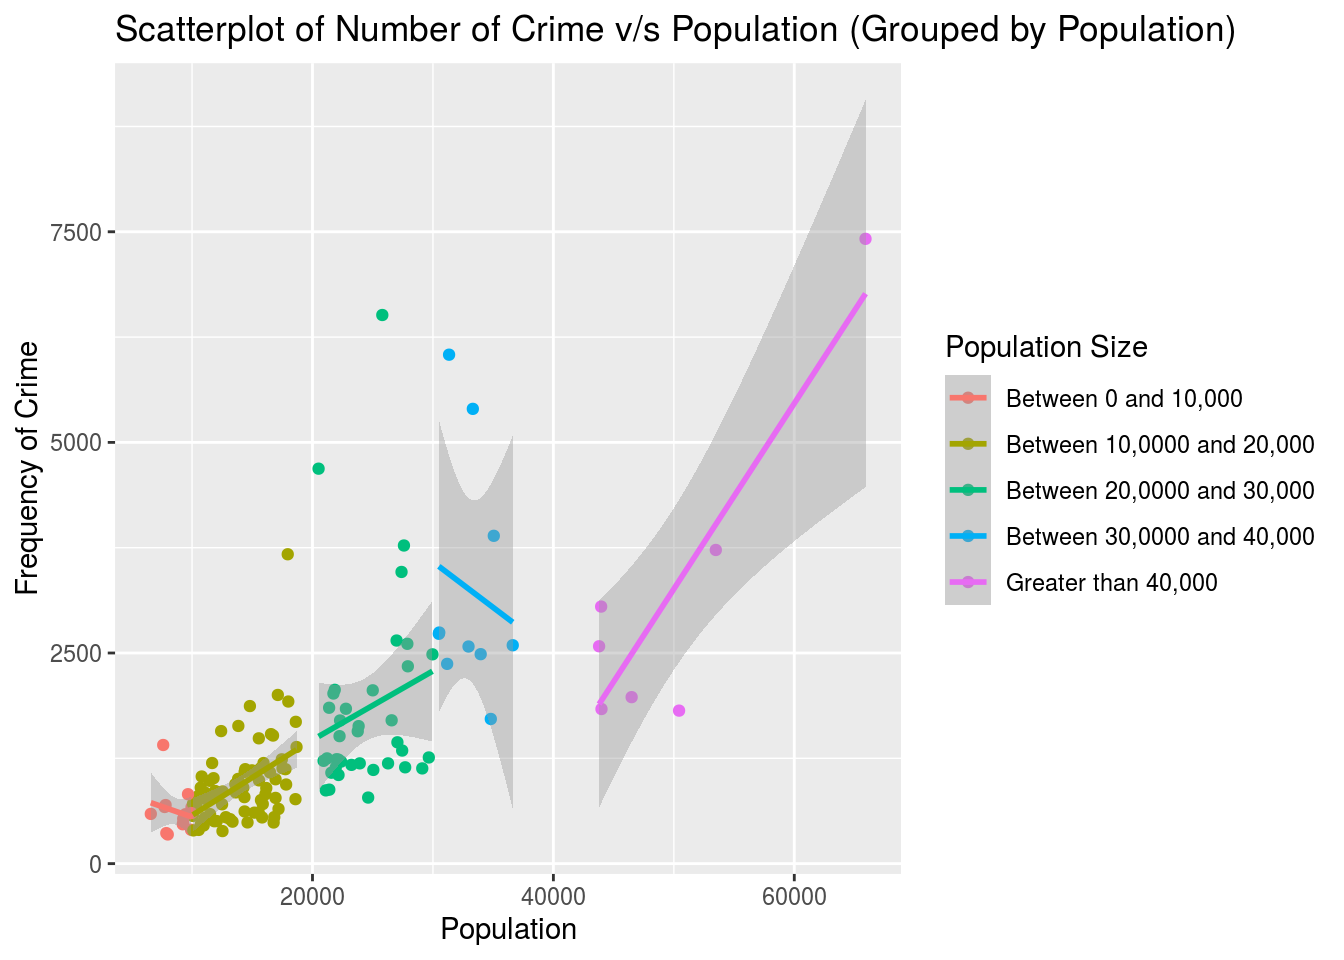 Scatterplot of Number of Crime v/s Population (Grouped by Population)
Frequency of Crime
7500
5000
2500
0
20000
40000
60000
Population
Population Size
Between 0 and 10,000
Between 10,0000 and 20,000
Between 20,0000 and 30,000
Between 30,0000 and 40,000
Greater than 40,000